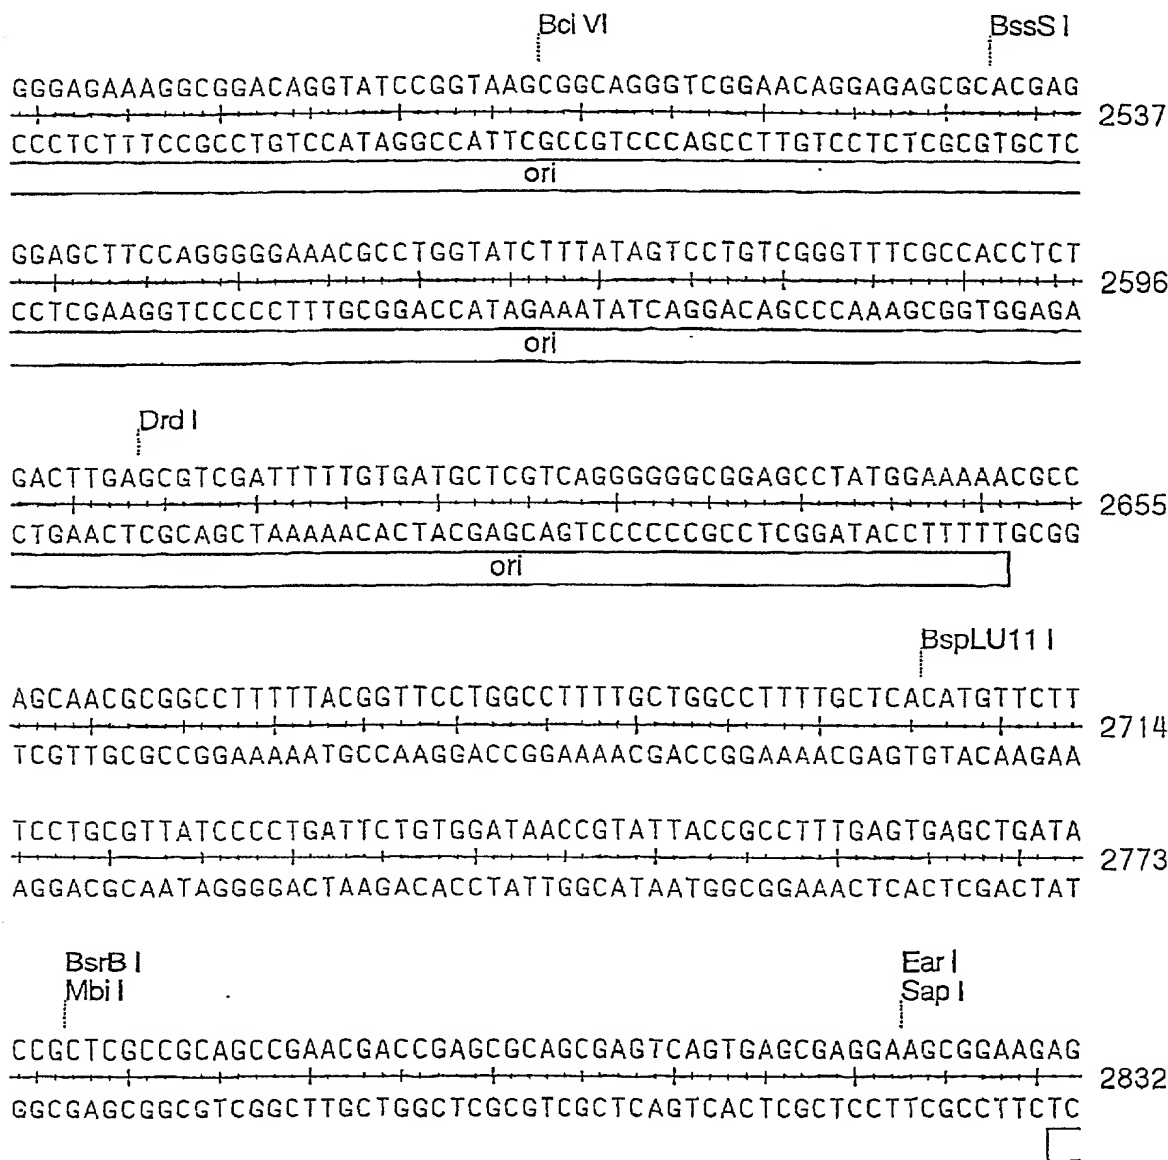 Bci VI BssS I
GGGAGAAAGGCGGACAGGTATCCGGTAAGCGGCAGGGTCGGAACAGGAGAGCGCACGAG
2537
CCCTCTTTCCGCCTGTCCATAGGCCATTCGCCGTCCCAGCCTTGTCCTCTCGCGTGCTC
ori
GGAGCTTCCAGGGGGAAACGCCTGGTATCTTTATAGTCCTGTCGGGTTTCGCCACCTCT
2596
CCTCGAAGGTCCCCCTTTGCGGACCATAGAAATATCAGGACAGCCCAAAGCGGTGGAGA
ori
Drd I
GACTTGAGCGTCGATTTTTGTGATGCTCGTCAGGGGGGCGGAGCCTATGGAAAAACGCC
2655
CTGAACTCGCAGCTAAAAACACTACGAGCAGTCCCCCCGCCTCGGATACCTTTTTGCGG
ori
BspLU11 I
AGCAACGCGGCCTTTTTACGGTTCCTGGCCTTTTGCTGGCCTTTTGCTCACATGTTCTT
2714
TCGTTGCGCCGGAAAAATGCCAAGGACCGGAAAACGACCGGAAAACGAGTGTACAAGAA
TCCTGCGTTATCCCCTGATTCTGTGGATAACCGTATTACCGCCTTTGAGTGAGCTGATA
2773
AGGACGCAATAGGGGACTAAGACACCTATTGGCATAATGGCGGAAACTCACTCGACTAT
BsrB I Ear I
Mbi I Sap I
CCGCTCGCCGCAGCCGAACGACCGAGCGCAGCGAGTCAGTGAGCGAGGAAGCGGAAGAG
2832
GGCGAGCGGCGTCGGCTTGCTGGCTCGCGTCGCTCAGTCACTCGCTCCTTCGCCTTCTC